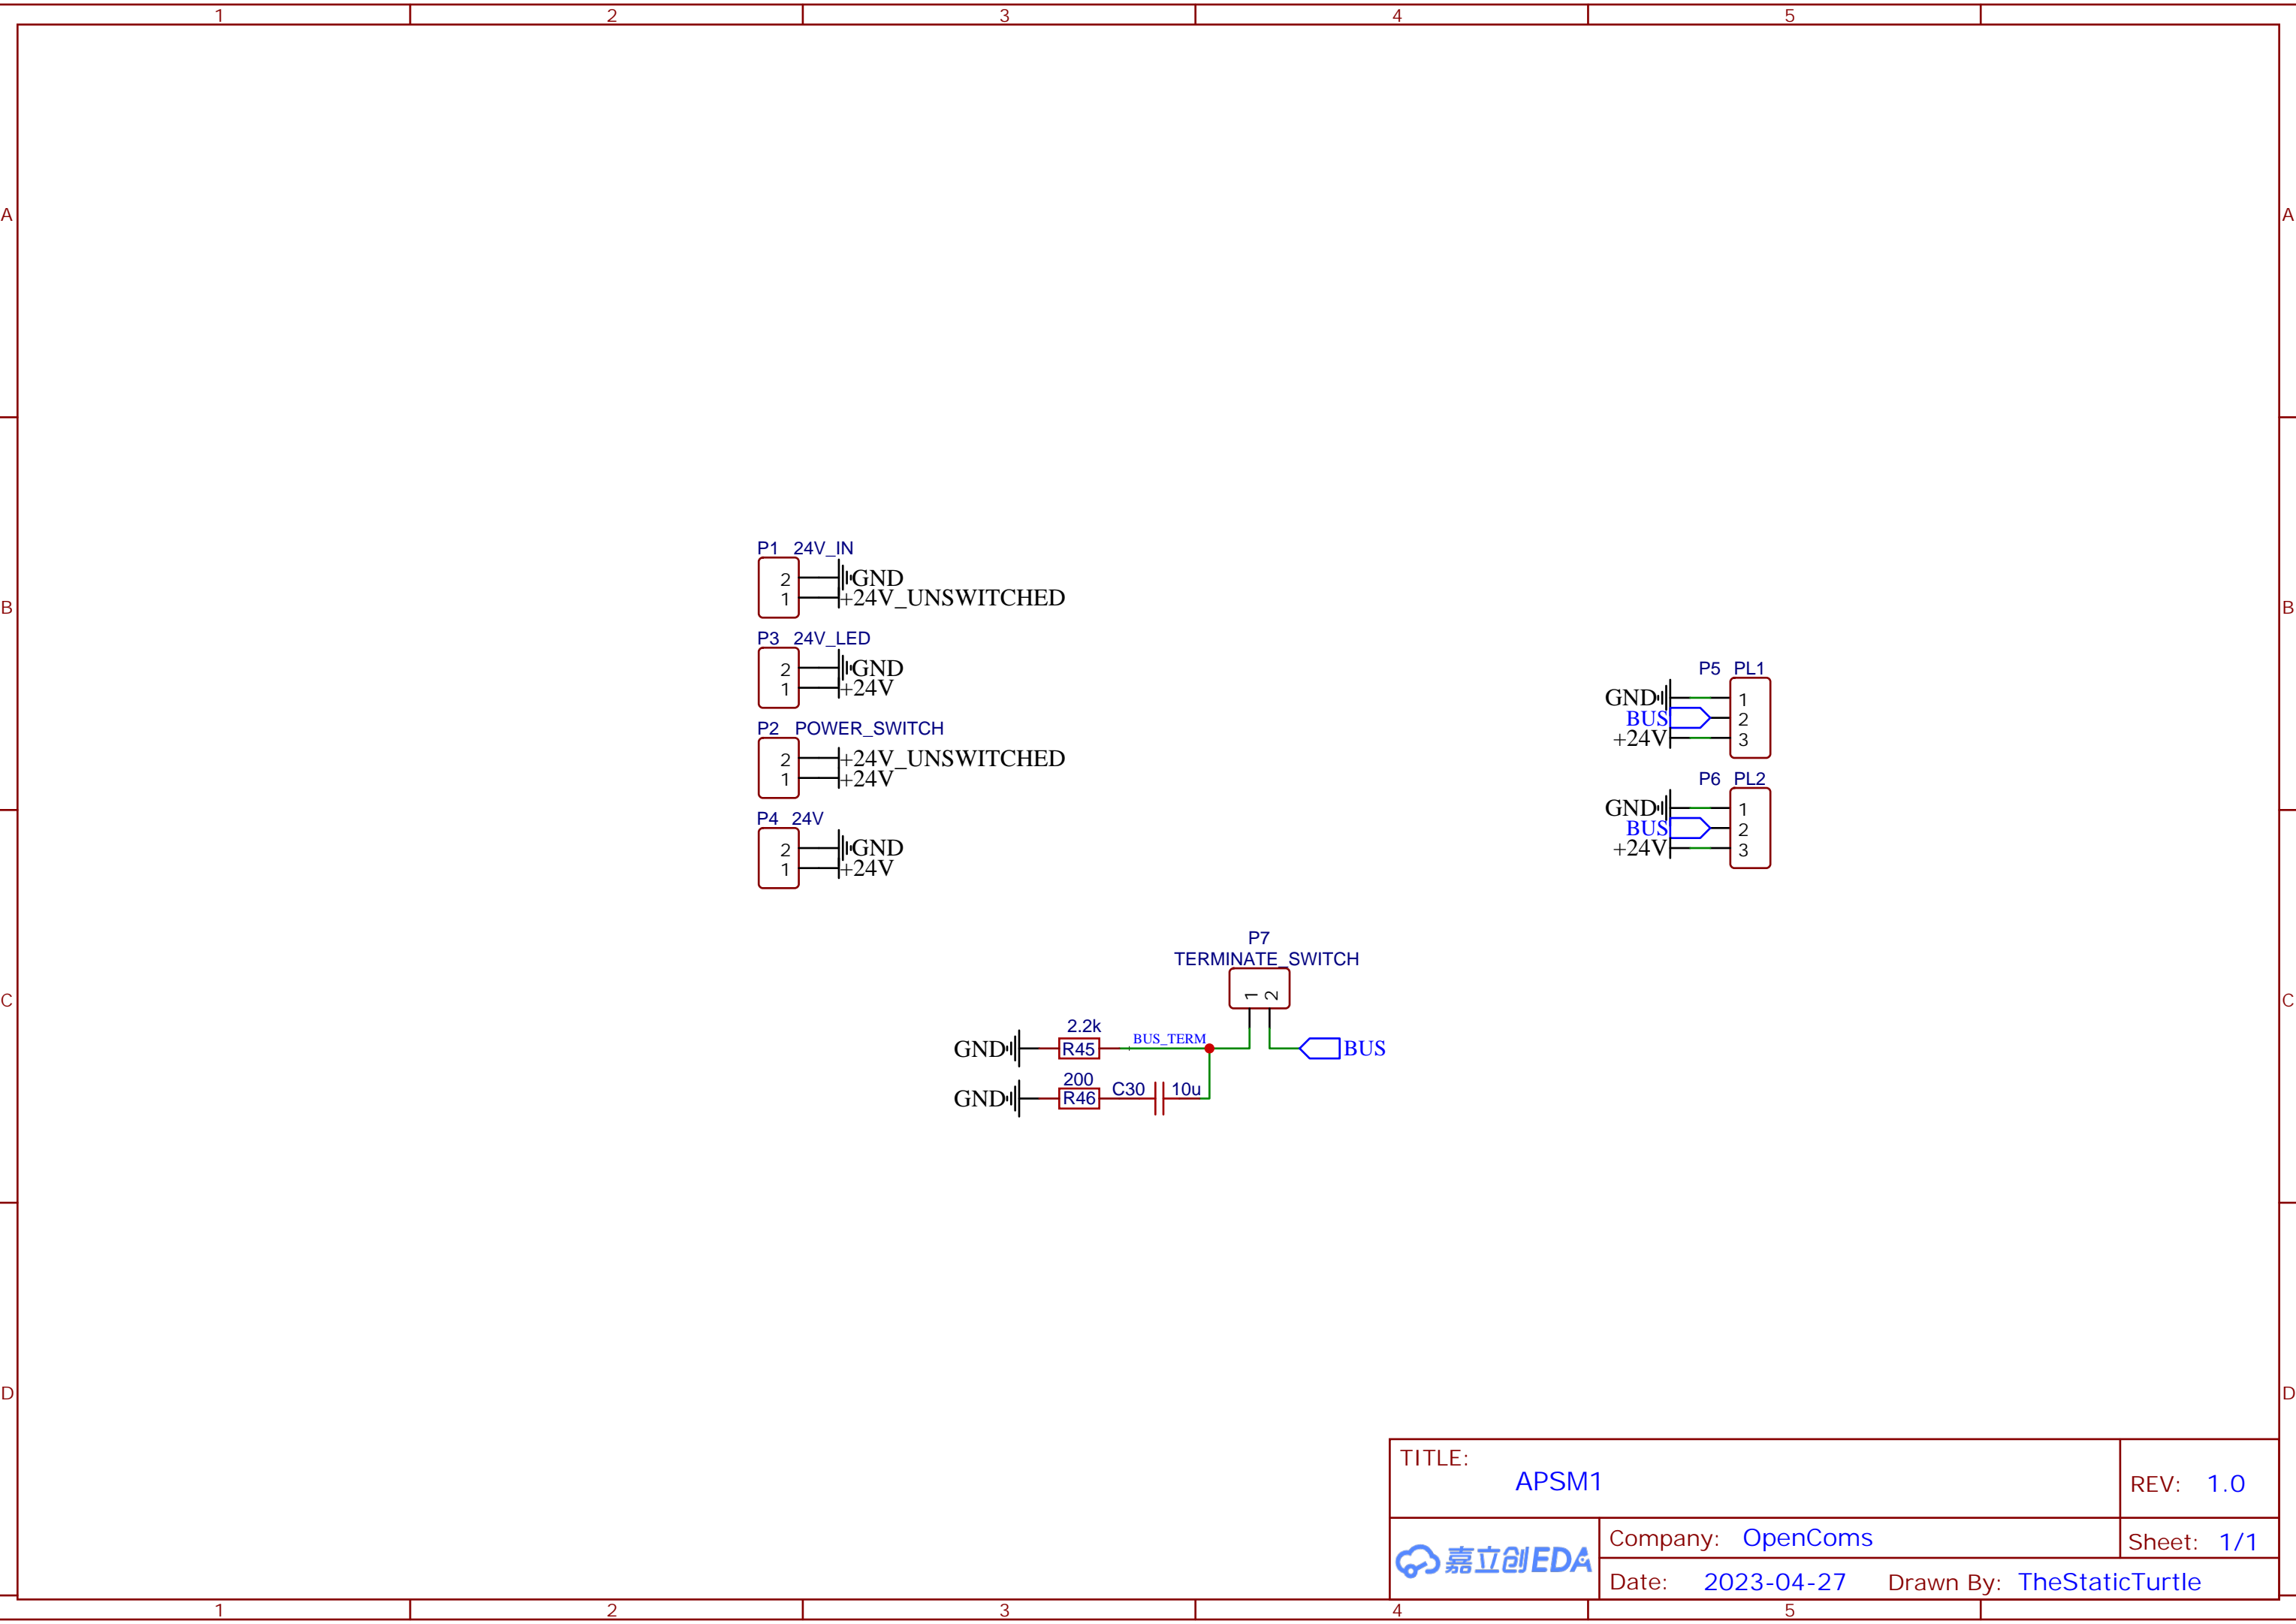 1 2 3 4 5
A A
B B
C C
D D
P1 24V_IN
2 GND
1 +24V_UNSWITCHED
P3 24V_LED
2 GND
1 +24V
P2 POWER_SWITCH
2 +24V_UNSWITCHED
1 +24V
P4 24V
2 GND
1 +24V
P5 PL1
GND 1
BUS 2
+24V 3
P6 PL2
GND 1
BUS 2
+24V 3
P7
TERMINATE_SWITCH
1 2
2.2k
GND R45 BUS_TERM BUS
200
GND R46 C30 10u
TITLE:
APSM1
REV: 1.0
嘉立创EDA
Company: OpenComs
Sheet: 1/1
Date: 2023-04-27 Drawn By: TheStaticTurtle
1 2 3 4 5